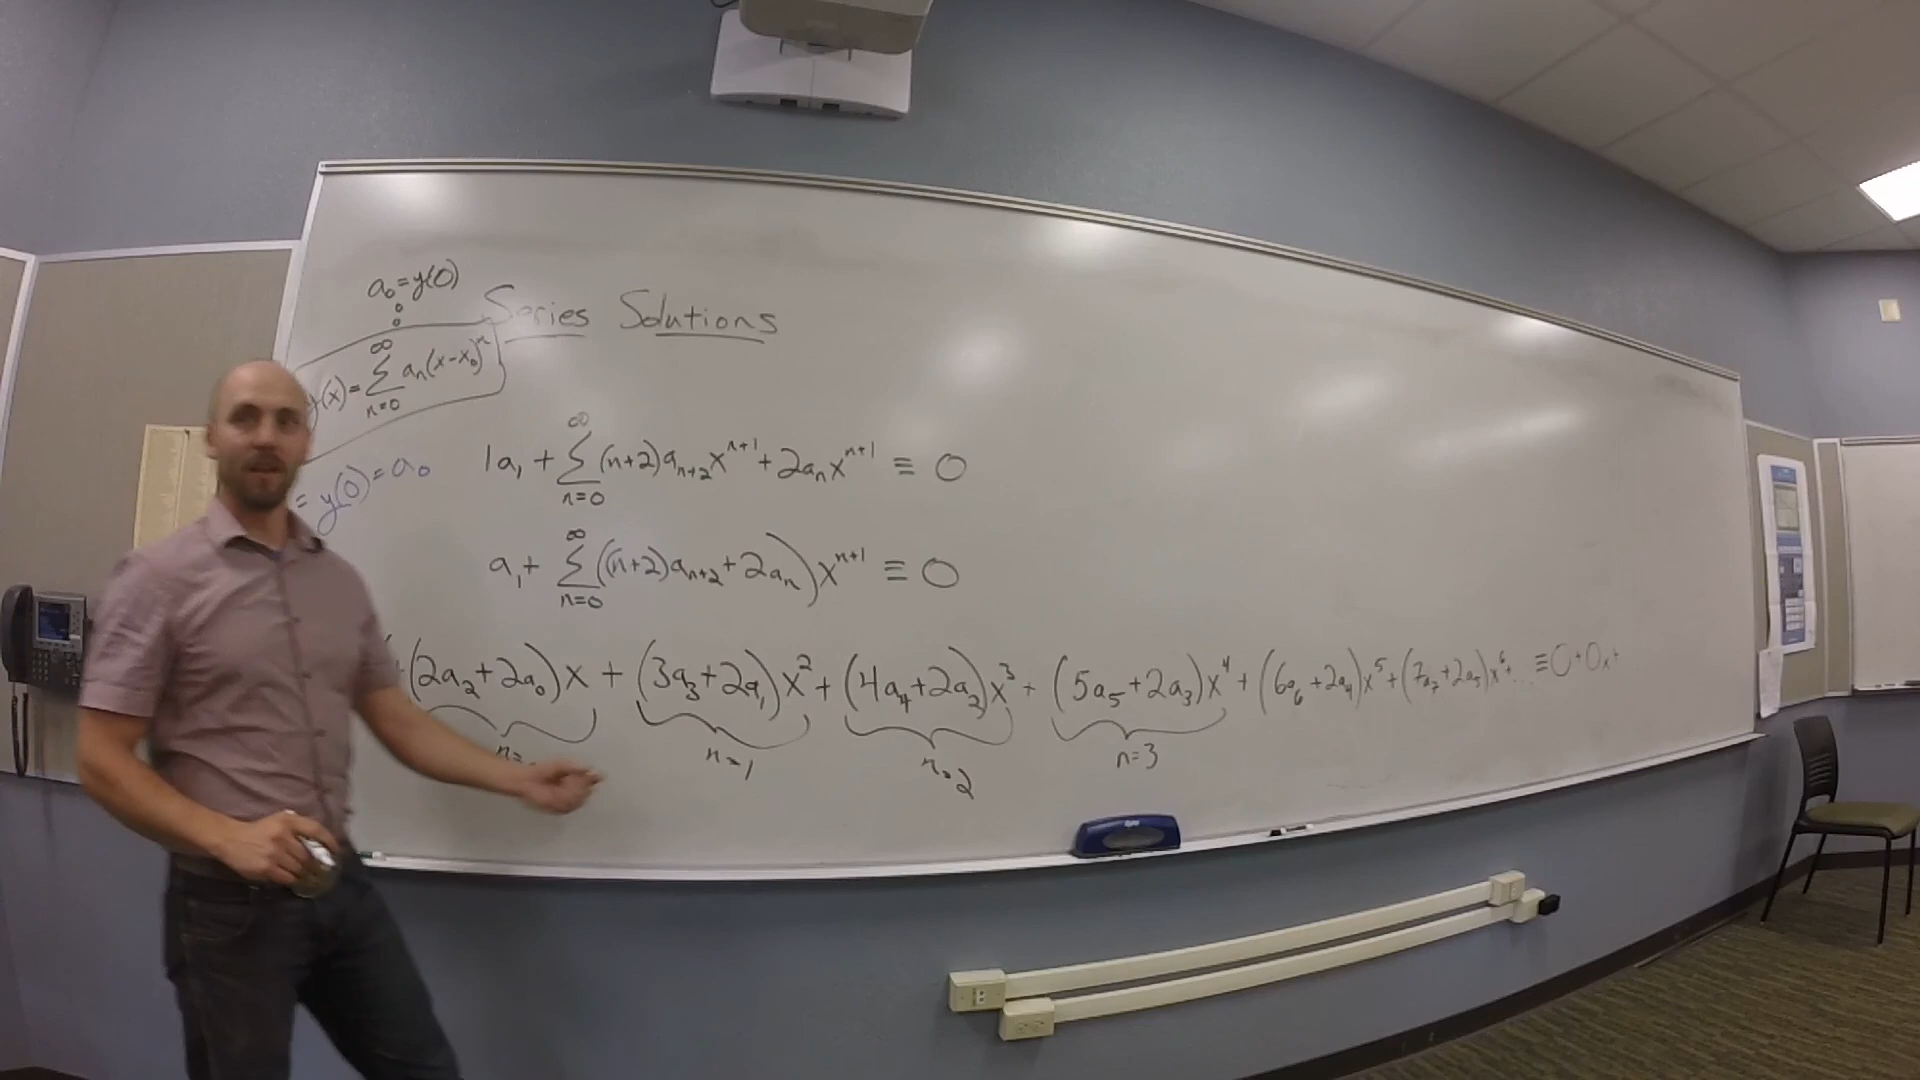 a₀ = y(0)
Series Solutions
y(x) = ∑_{n=0}^{∞} aₙ(x-x₀)ⁿ
= y(0) = a₀
1a₁ + ∑_{n=0}^{∞} (n+2)aₙ₊₂xⁿ⁺¹ + 2aₙxⁿ⁺¹ ≡ 0
a₁ + ∑_{n=0}^{∞} ((n+2)aₙ₊₂ + 2aₙ)xⁿ⁺¹ ≡ 0
+ (2a₂ + 2a₀)x + (3a₃ + 2a₁)x² + (4a₄ + 2a₂)x³ + (5a₅ + 2a₃)x⁴ + (6a₆ + 2a₄)x⁵ + (7a₇ + 2a₅)x⁶ + ... ≡ 0 + 0x +
n= n=1 n=2 n=3